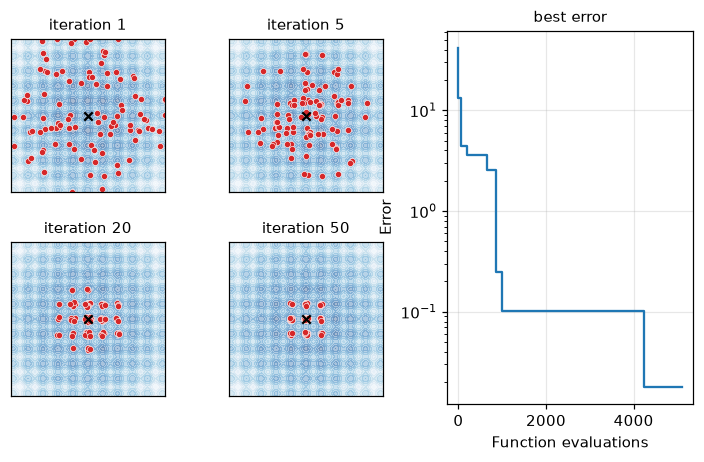 iteration 1
iteration 5
iteration 20
iteration 50
best error
Error
10¹
10⁰
10⁻¹
0
2000
4000
Function evaluations